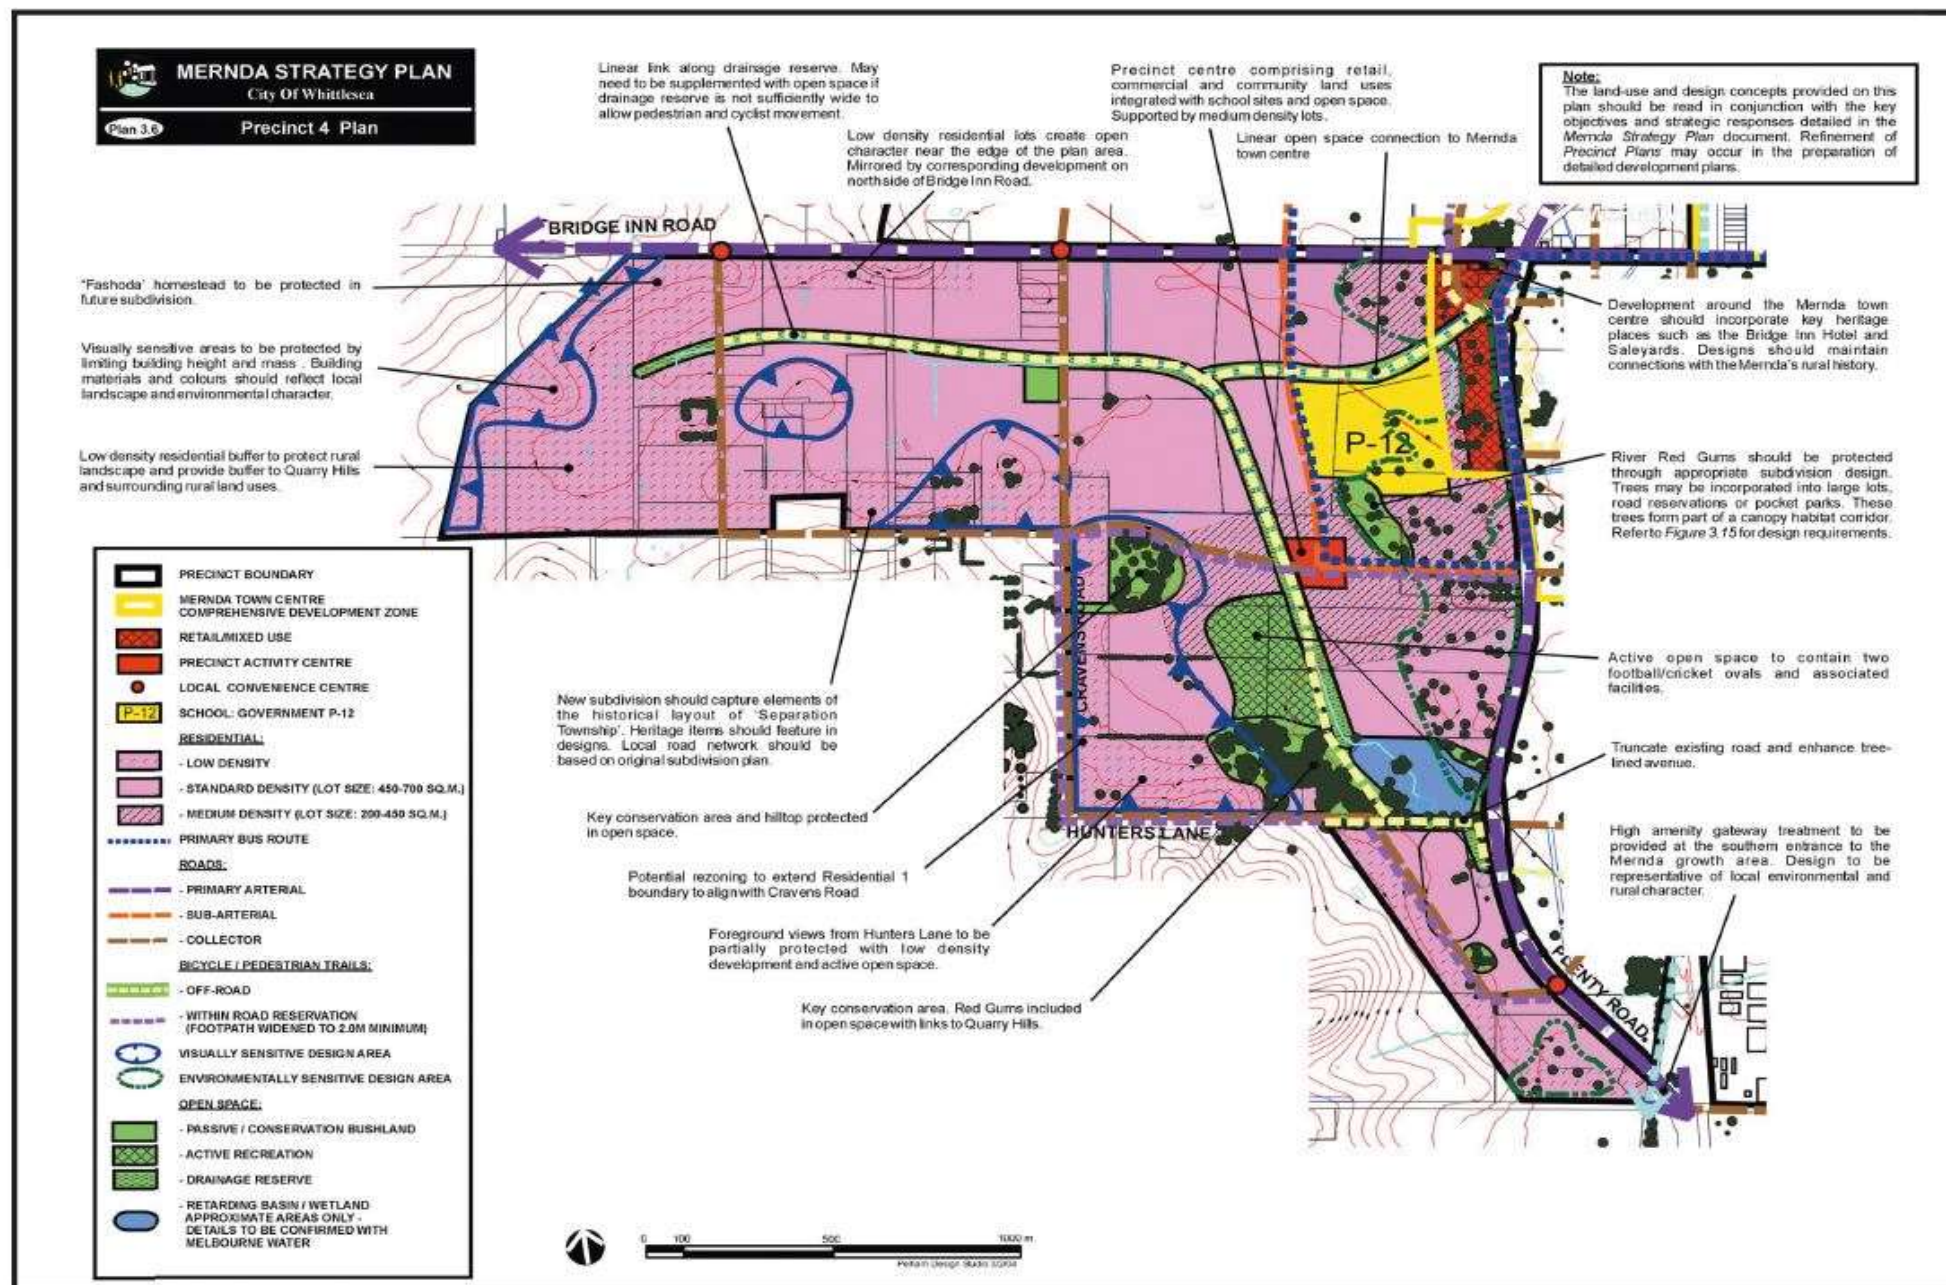 MERNDA STRATEGY PLAN
City Of Whittlesea
Plan 3.6
Precinct 4 Plan
Linear link along drainage reserve. May
need to be supplemented with open space if
drainage reserve is not sufficiently wide to
allow pedestrian and cyclist movement.
Low density residential lots create open
character near the edge of the plan area.
Mirrored by corresponding development on
northside of Bridge Inn Road.
Precinct centre comprising retail,
commercial and community land uses
integrated with school sites and open space.
Supported by medium density lots.
Linear open space connection to Mernda
town centre
Note:
The land-use and design concepts provided on this
plan should be read in conjunction with the key
objectives and strategic responses detailed in the
Mernda Strategy Plan document. Refinement of
Precinct Plans may occur in the preparation of
detailed development plans.
BRIDGE INN ROAD
'Fashoda' homestead to be protected in
future subdivision.
Visually sensitive areas to be protected by
limiting building height and mass . Building
materials and colours should reflect local
landscape and environmental character.
Low density residential buffer to protect rural
landscape and provide buffer to Quarry Hills
and surrounding rural land uses.
Development around the Mernda town
centre should incorporate key heritage
places such as the Bridge Inn Hotel and
Saleyards. Designs should maintain
connections with the Mernda's rural history.
P-12
River Red Gums should be protected
through appropriate subdivision design.
Trees may be incorporated into large lots,
road reservations or pocket parks. These
trees form part of a canopy habitat corridor.
Refer to Figure 3.15 for design requirements.
PRECINCT BOUNDARY
MERNDA TOWN CENTRE
COMPREHENSIVE DEVELOPMENT ZONE
RETAIL/MIXED USE
PRECINCT ACTIVITY CENTRE
LOCAL CONVENIENCE CENTRE
P-12 SCHOOL: GOVERNMENT P-12
RESIDENTIAL:
- LOW DENSITY
- STANDARD DENSITY (LOT SIZE: 450-700 SQ.M.)
- MEDIUM DENSITY (LOT SIZE: 200-450 SQ.M.)
PRIMARY BUS ROUTE
ROADS:
- PRIMARY ARTERIAL
- SUB-ARTERIAL
- COLLECTOR
BICYCLE / PEDESTRIAN TRAILS:
- OFF-ROAD
- WITHIN ROAD RESERVATION
(FOOTPATH WIDENED TO 2.0M MINIMUM)
VISUALLY SENSITIVE DESIGN AREA
ENVIRONMENTALLY SENSITIVE DESIGN AREA
OPEN SPACE:
- PASSIVE / CONSERVATION BUSHLAND
- ACTIVE RECREATION
- DRAINAGE RESERVE
- RETARDING BASIN / WETLAND
APPROXIMATE AREAS ONLY -
DETAILS TO BE CONFIRMED WITH
MELBOURNE WATER
CRAVENS ROAD
New subdivision should capture elements of
the historical layout of 'Separation
Township'. Heritage items should feature in
designs. Local road network should be
based on original subdivision plan.
Active open space to contain two
football/cricket ovals and associated
facilities.
Truncate existing road and enhance tree-
lined avenue.
Key conservation area and hilltop protected
in open space.
HUNTERS LANE
High amenity gateway treatment to be
provided at the southern entrance to the
Mernda growth area. Design to be
representative of local environmental and
rural character.
Potential rezoning to extend Residential 1
boundary to align with Cravens Road
Foreground views from Hunters Lane to be
partially protected with low density
development and active open space.
PLENTY ROAD
Key conservation area. Red Gums included
in open space with links to Quarry Hills.
0 100 500 1000 m
Design Studio